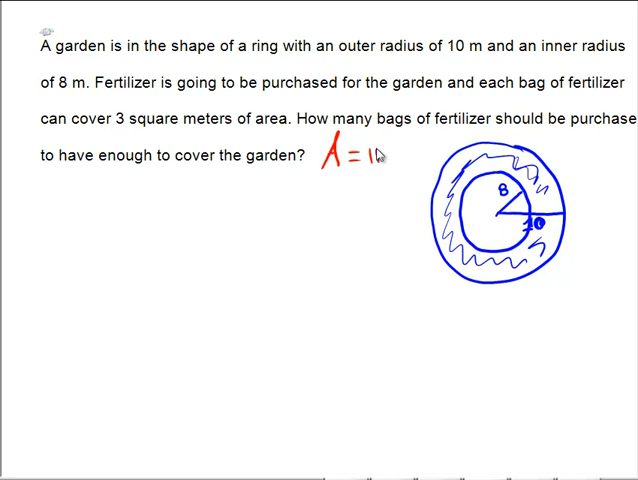 A garden is in the shape of a ring with an outer radius of 10 m and an inner radius
of 8 m. Fertilizer is going to be purchased for the garden and each bag of fertilizer
can cover 3 square meters of area. How many bags of fertilizer should be purchase
to have enough to cover the garden? A =
8
10